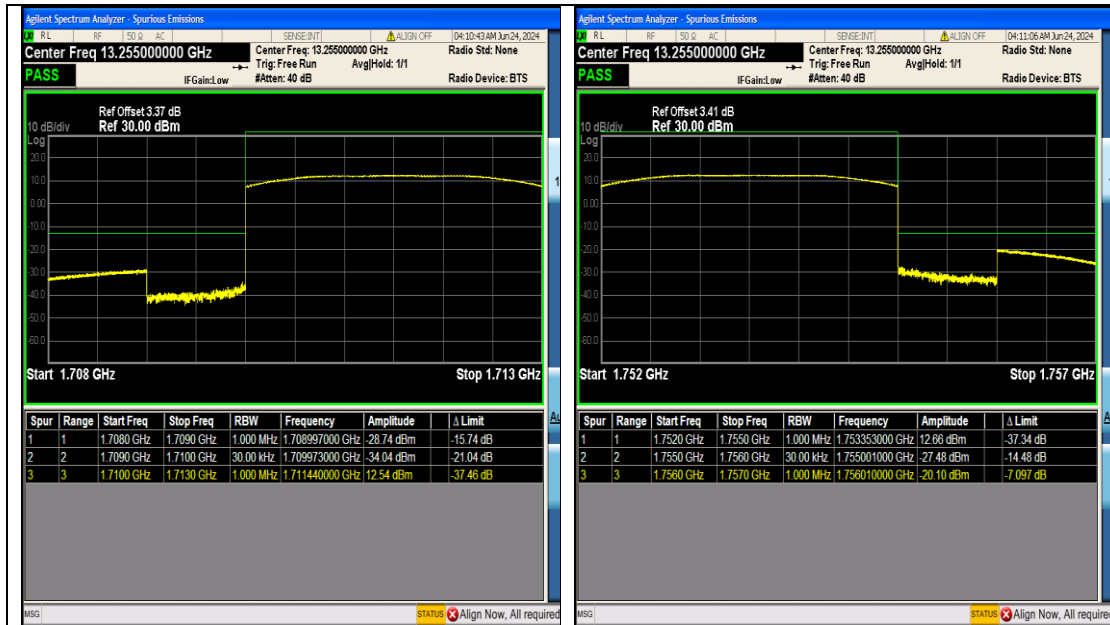 Agilent Spectrum Analyzer - Spurious Emissions
RL RF 50 Ω AC SENSE:INT ALIGN OFF 04:10:43 AM Jun 24, 2024
Center Freq 13.255000000 GHz
Center Freq: 13.255000000 GHz
Radio Std: None
Trig: Free Run Avg|Hold: 1/1
PASS
IFGain:Low
#Atten: 40 dB
Radio Device: BTS
Ref Offset 3.37 dB
10 dB/div Ref 30.00 dBm
Log
20.0
10.0
0.00
-10.0
-20.0
-30.0
-40.0
-50.0
-60.0
Start 1.708 GHz Stop 1.713 GHz
Spur Range Start Freq Stop Freq RBW Frequency Amplitude Δ Limit
1 1 1.7080 GHz 1.7090 GHz 1.000 MHz 1.708997000 GHz -28.74 dBm -15.74 dB
2 2 1.7090 GHz 1.7100 GHz 30.00 kHz 1.709973000 GHz -34.04 dBm -21.04 dB
3 3 1.7100 GHz 1.7130 GHz 1.000 MHz 1.711440000 GHz 12.54 dBm -37.46 dB
MSG STATUS Align Now, All required
Agilent Spectrum Analyzer - Spurious Emissions
RL RF 50 Ω AC SENSE:INT ALIGN OFF 04:11:06 AM Jun 24, 2024
Center Freq 13.255000000 GHz
Center Freq: 13.255000000 GHz
Radio Std: None
Trig: Free Run Avg|Hold: 1/1
PASS
IFGain:Low
#Atten: 40 dB
Radio Device: BTS
Ref Offset 3.41 dB
10 dB/div Ref 30.00 dBm
Log
20.0
10.0
0.00
-10.0
-20.0
-30.0
-40.0
-50.0
-60.0
Start 1.752 GHz Stop 1.757 GHz
Spur Range Start Freq Stop Freq RBW Frequency Amplitude Δ Limit
1 1 1.7520 GHz 1.7550 GHz 1.000 MHz 1.753353000 GHz 12.66 dBm -37.34 dB
2 2 1.7550 GHz 1.7560 GHz 30.00 kHz 1.755001000 GHz -27.48 dBm -14.48 dB
3 3 1.7560 GHz 1.7570 GHz 1.000 MHz 1.756010000 GHz -20.10 dBm -7.097 dB
MSG STATUS Align Now, All require